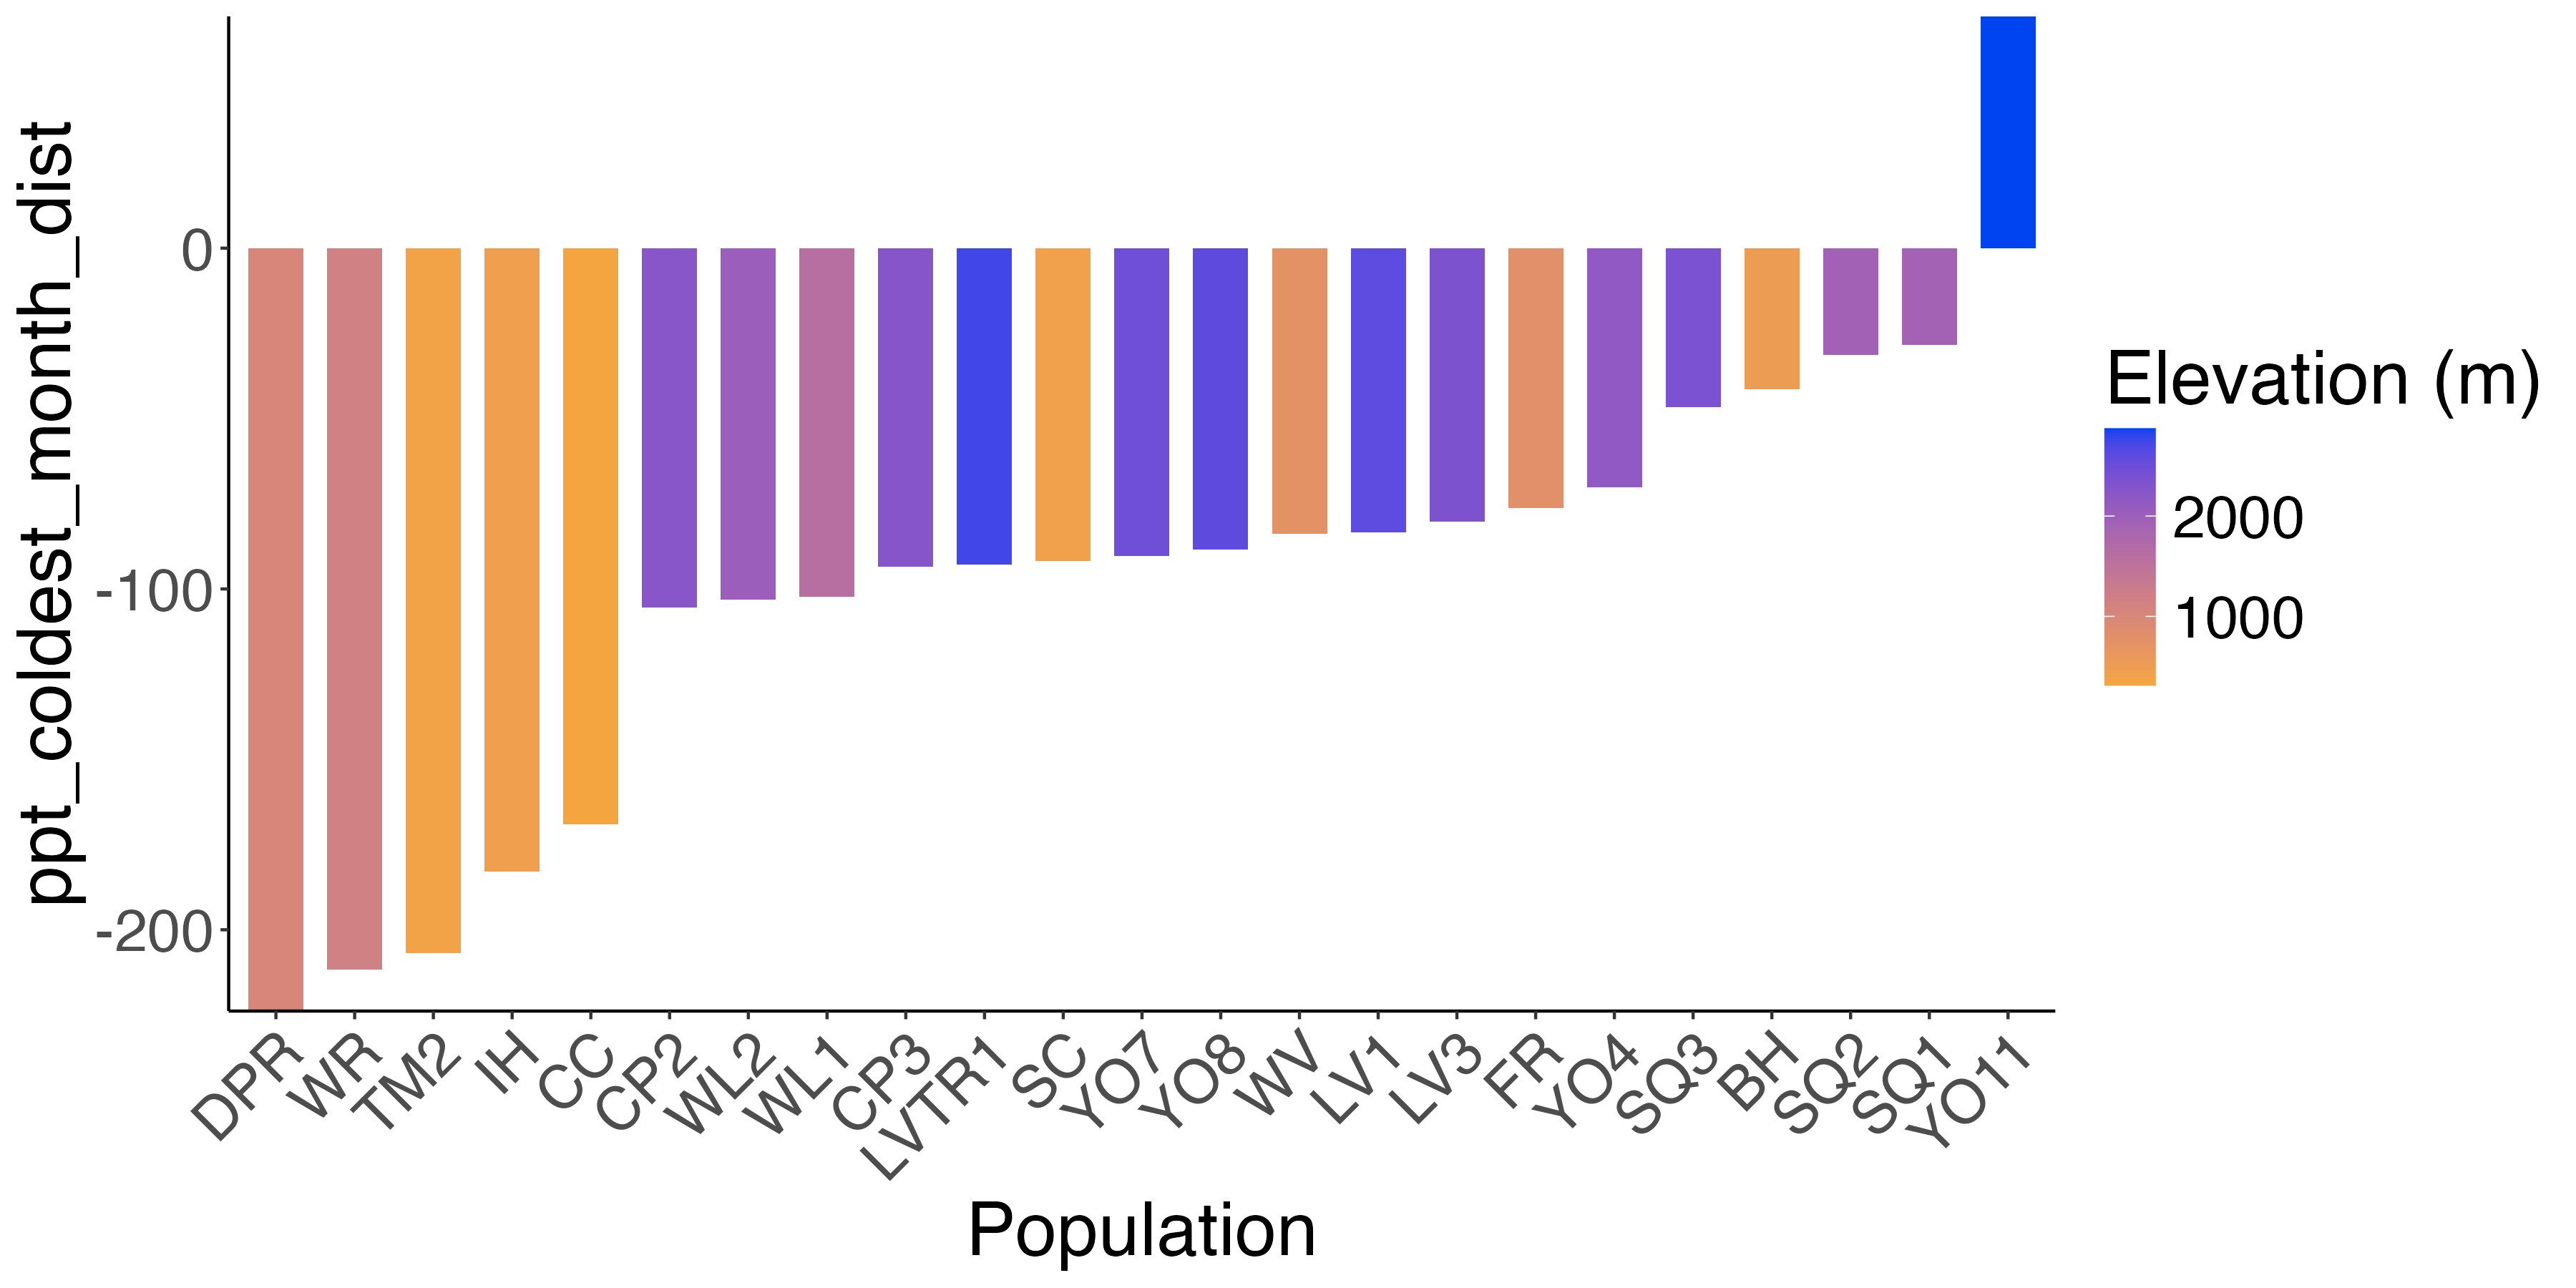 ppt_coldest_month_dist
0
-100
-200
DPR
WR
TM2
IH
CC
CP2
WL2
WL1
CP3
LVTR1
SC
YO7
YO8
WV
LV1
LV3
FR
YO4
SQ3
BH
SQ2
SQ1
YO11
Population
Elevation (m)
2000
1000